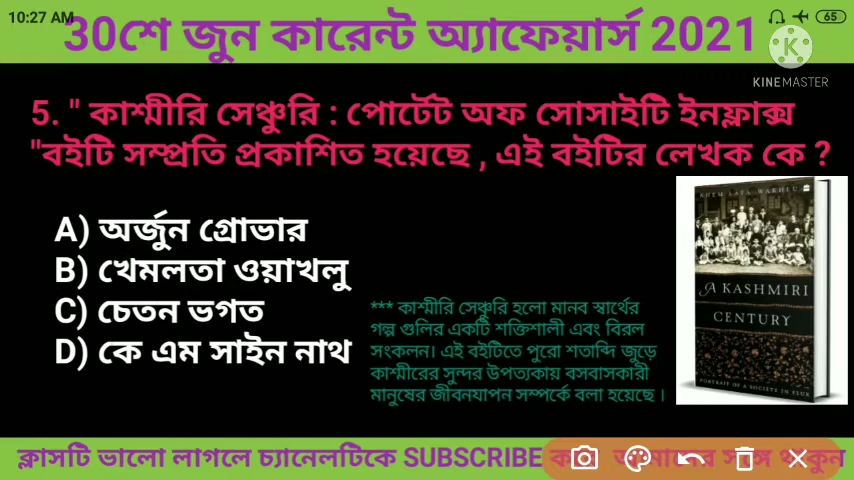 10:27 AM
65
30শে জুন কারেন্ট অ্যাফেয়ার্স 2021
K
KINEMASTER
5. " কাশ্মীরি সেঞ্চুরি : পোর্টেট অফ সোসাইটি ইনফ্লাক্স
"বইটি সম্প্রতি প্রকাশিত হয়েছে , এই বইটির লেখক কে ?
A) অর্জুন গ্রোভার
B) খেমলতা ওয়াখলু
C) চেতন ভগত
D) কে এম সাইন নাথ
*** কাশ্মীরি সেঞ্চুরি হলো মানব স্বার্থের
গল্প গুলির একটি শক্তিশালী এবং বিরল
সংকলন। এই বইটিতে পুরো শতাব্দি জুড়ে
কাশ্মীরের সুন্দর উপত্যকায় বসবাসকারী
মানুষের জীবনযাপন সম্পর্কে বলা হয়েছে ।
KHEM LATA WAKHLU
A KASHMIRI
CENTURY
PORTRAIT OF A SOCIETY IN FLUX
ক্লাসটি ভালো লাগলে চ্যানেলটিকে SUBSCRIBE